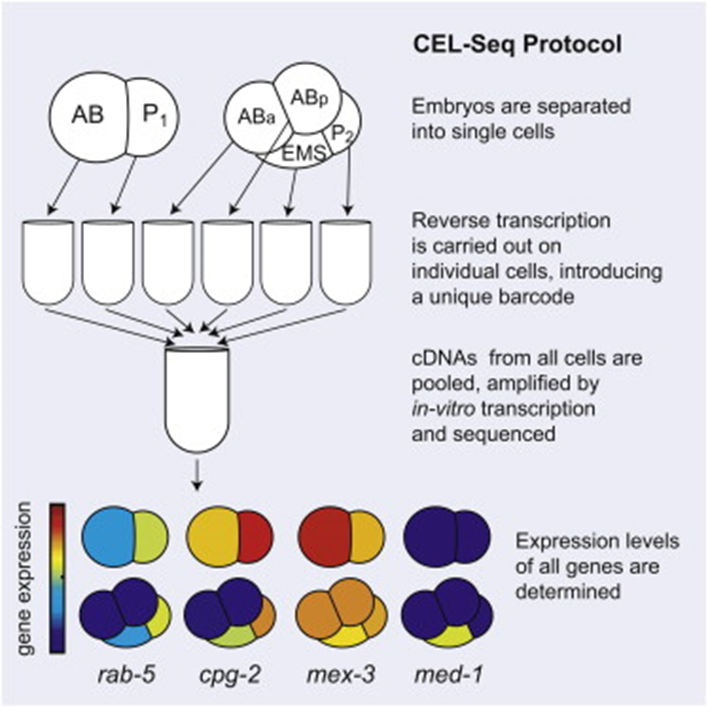 CEL-Seq Protocol
AB
P1
ABa
ABp
EMS
P2
Embryos are separated
into single cells
Reverse transcription
is carried out on
individual cells, introducing
a unique barcode
cDNAs from all cells are
pooled, amplified by
in-vitro transcription
and sequenced
gene expression
Expression levels
of all genes are
determined
rab-5
cpg-2
mex-3
med-1